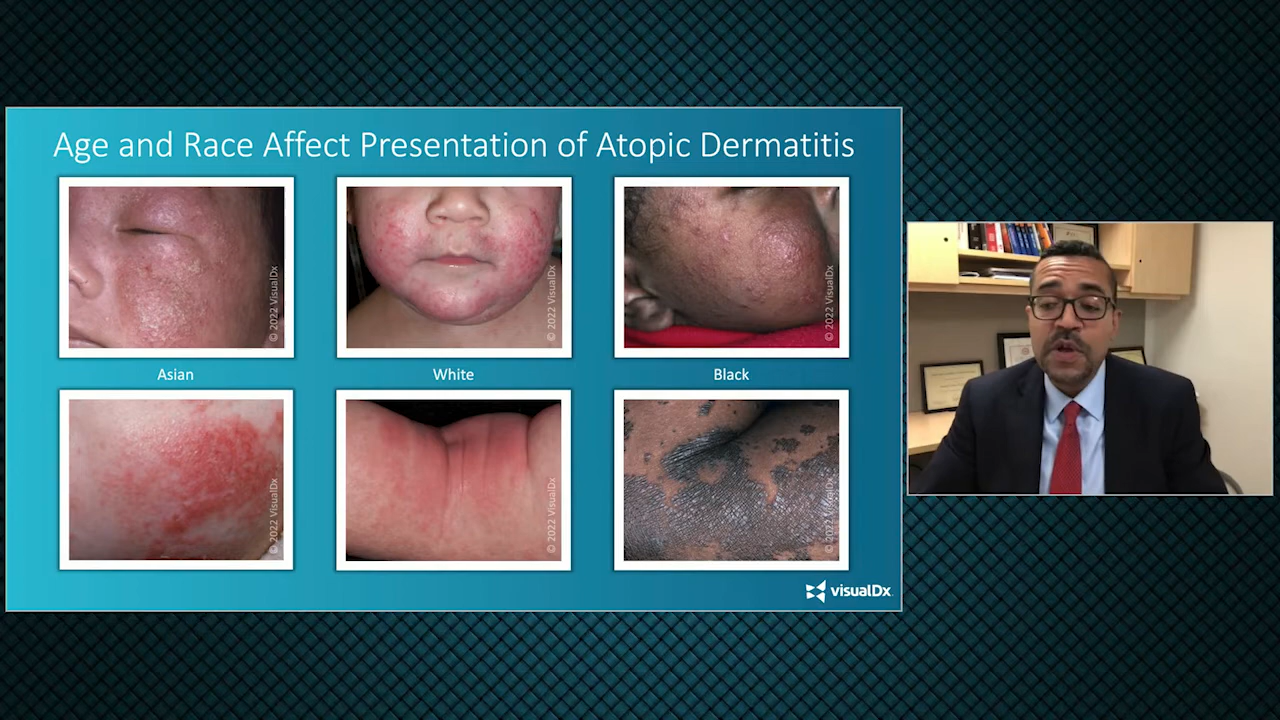 Age and Race Affect Presentation of Atopic Dermatitis
© 2022 VisualDx
© 2022 VisualDx
© 2022 VisualDx
Asian
White
Black
© 2022 VisualDx
© 2022 VisualDx
© 2022 VisualDx
visualDx